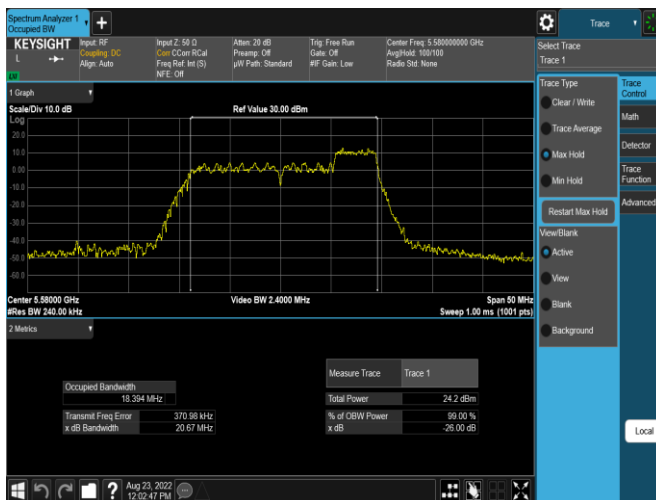 Spectrum Analyzer 1
Occupied BW
KEYSIGHT
L
LXI
Input: RF
Coupling: DC
Align: Auto
Input Z: 50 Ω
Corr CCorr RCal
Freq Ref: Int (S)
NFE: Off
Atten: 20 dB
Preamp: Off
µW Path: Standard
Trig: Free Run
Gate: Off
#IF Gain: Low
Center Freq: 5.580000000 GHz
Avg|Hold: 100/100
Radio Std: None
1 Graph
Scale/Div 10.0 dB
Ref Value 30.00 dBm
Log
20.0
10.0
0.00
-10.0
-20.0
-30.0
-40.0
-50.0
-60.0
Center 5.58000 GHz
Video BW 2.4000 MHz
Span 50 MHz
#Res BW 240.00 kHz
Sweep 1.00 ms (1001 pts)
2 Metrics
Measure Trace Trace 1
Occupied Bandwidth
18.394 MHz
Total Power 24.2 dBm
Transmit Freq Error 370.98 kHz
% of OBW Power 99.00 %
x dB Bandwidth 20.67 MHz
x dB -26.00 dB
Aug 23, 2022
12:02:47 PM
Trace
Select Trace
Trace 1
Trace Type
Clear / Write
Trace Average
Max Hold
Min Hold
Restart Max Hold
View/Blank
Active
View
Blank
Background
Trace
Control
Math
Detector
Trace
Function
Advanced
Local